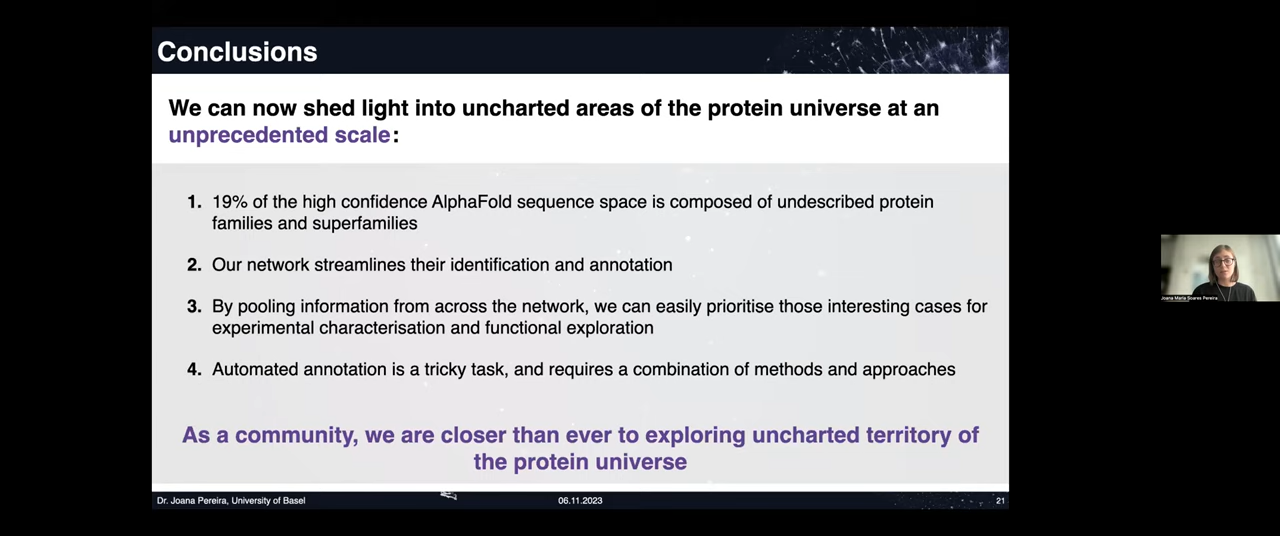 Conclusions
We can now shed light into uncharted areas of the protein universe at an
unprecedented scale:
1. 19% of the high confidence AlphaFold sequence space is composed of undescribed protein
families and superfamilies
2. Our network streamlines their identification and annotation
3. By pooling information from across the network, we can easily prioritise those interesting cases for
experimental characterisation and functional exploration
4. Automated annotation is a tricky task, and requires a combination of methods and approaches
As a community, we are closer than ever to exploring uncharted territory of
the protein universe
Dr. Joana Pereira, University of Basel
06.11.2023
21
Joana Maria Soares Pereira